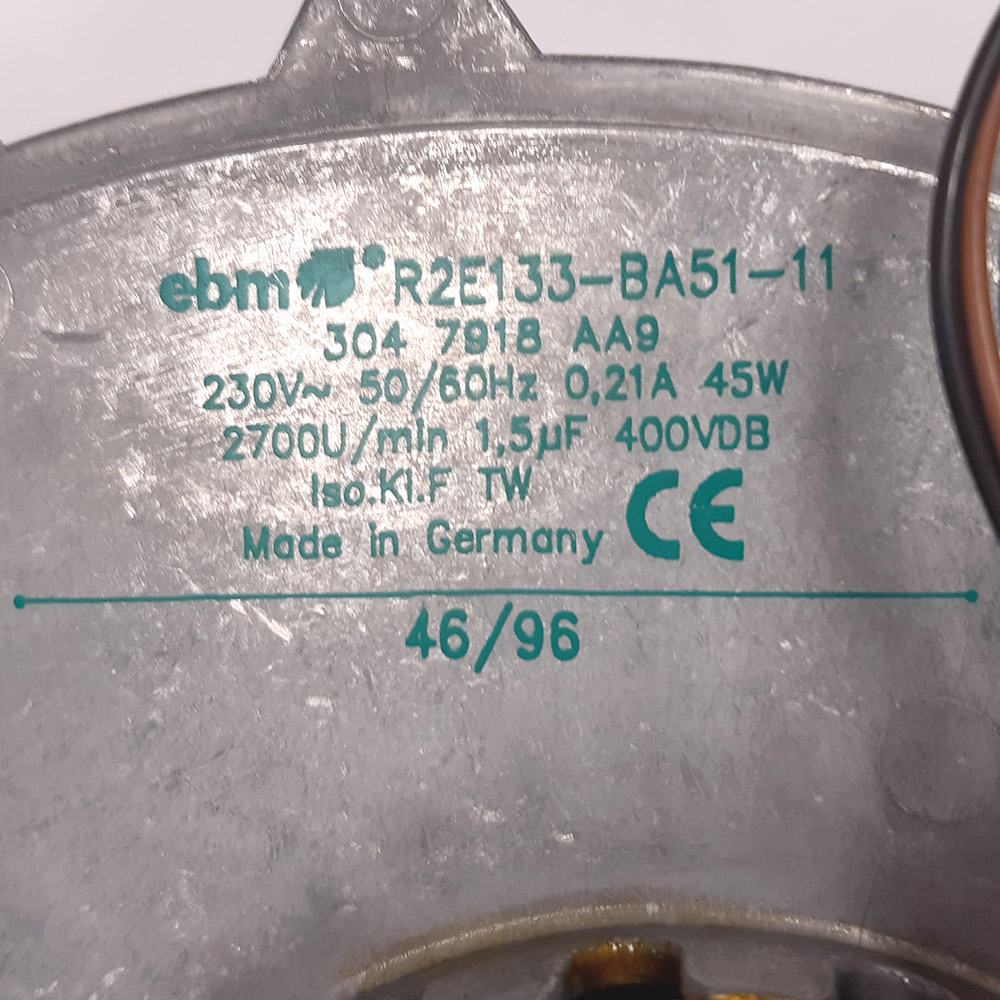 ebm® R2E133-BA51-11
304 7918 AA9
230V~ 50/60Hz 0,21A 45W
2700U/min 1,5µF 400VDB
Iso.Kl.F TW
Made in Germany CE
46/96